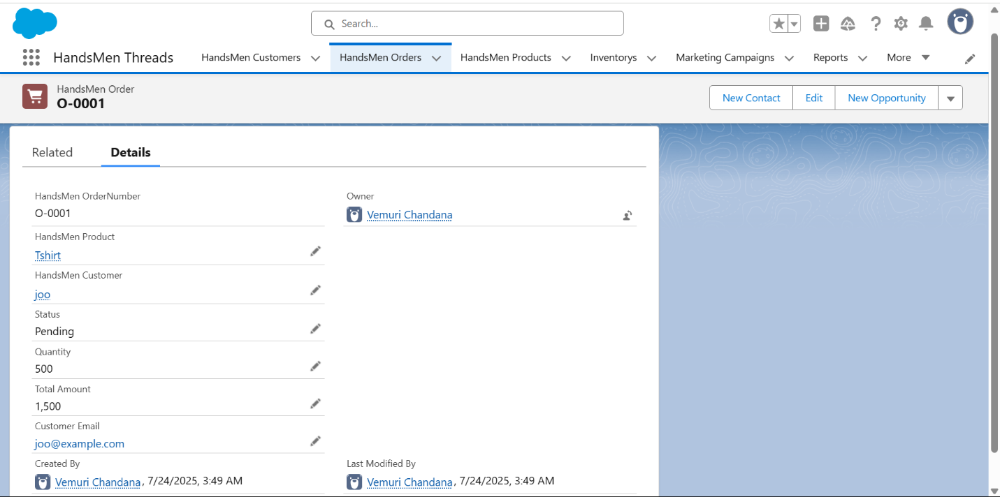 Search...
HandsMen Threads
HandsMen Customers
HandsMen Orders
HandsMen Products
Inventorys
Marketing Campaigns
Reports
More
HandsMen Order
O-0001
New Contact
Edit
New Opportunity
Related
Details
HandsMen OrderNumber
O-0001
Owner
Vemuri Chandana
HandsMen Product
Tshirt
HandsMen Customer
joo
Status
Pending
Quantity
500
Total Amount
1,500
Customer Email
joo@example.com
Created By
Vemuri Chandana, 7/24/2025, 3:49 AM
Last Modified By
Vemuri Chandana, 7/24/2025, 3:49 AM